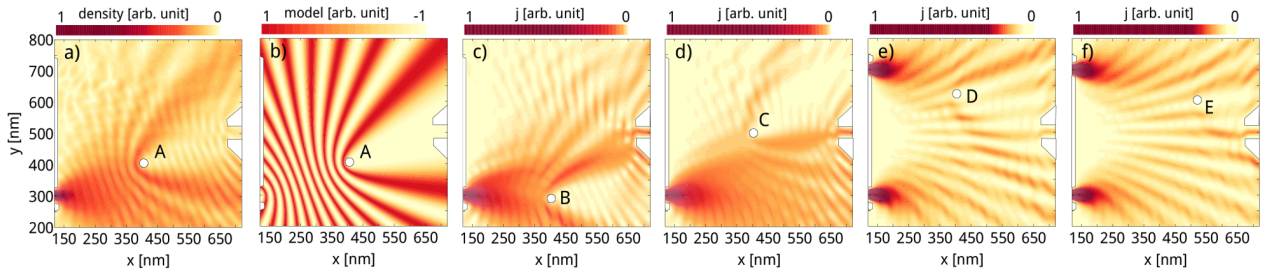 density [arb. unit]
1 0
a)
A
y [nm]
800
700
600
500
400
300
200
150 250 350 450 550 650
x [nm]
model [arb. unit]
1 -1
b)
A
150 250 350 450 550 650
x [nm]
j [arb. unit]
1 0
c)
B
150 250 350 450 550 650
x [nm]
j [arb. unit]
1 0
d)
C
150 250 350 450 550 650
x [nm]
j [arb. unit]
1 0
e)
D
150 250 350 450 550 650
x [nm]
j [arb. unit]
1 0
f)
E
150 250 350 450 550 650
x [nm]